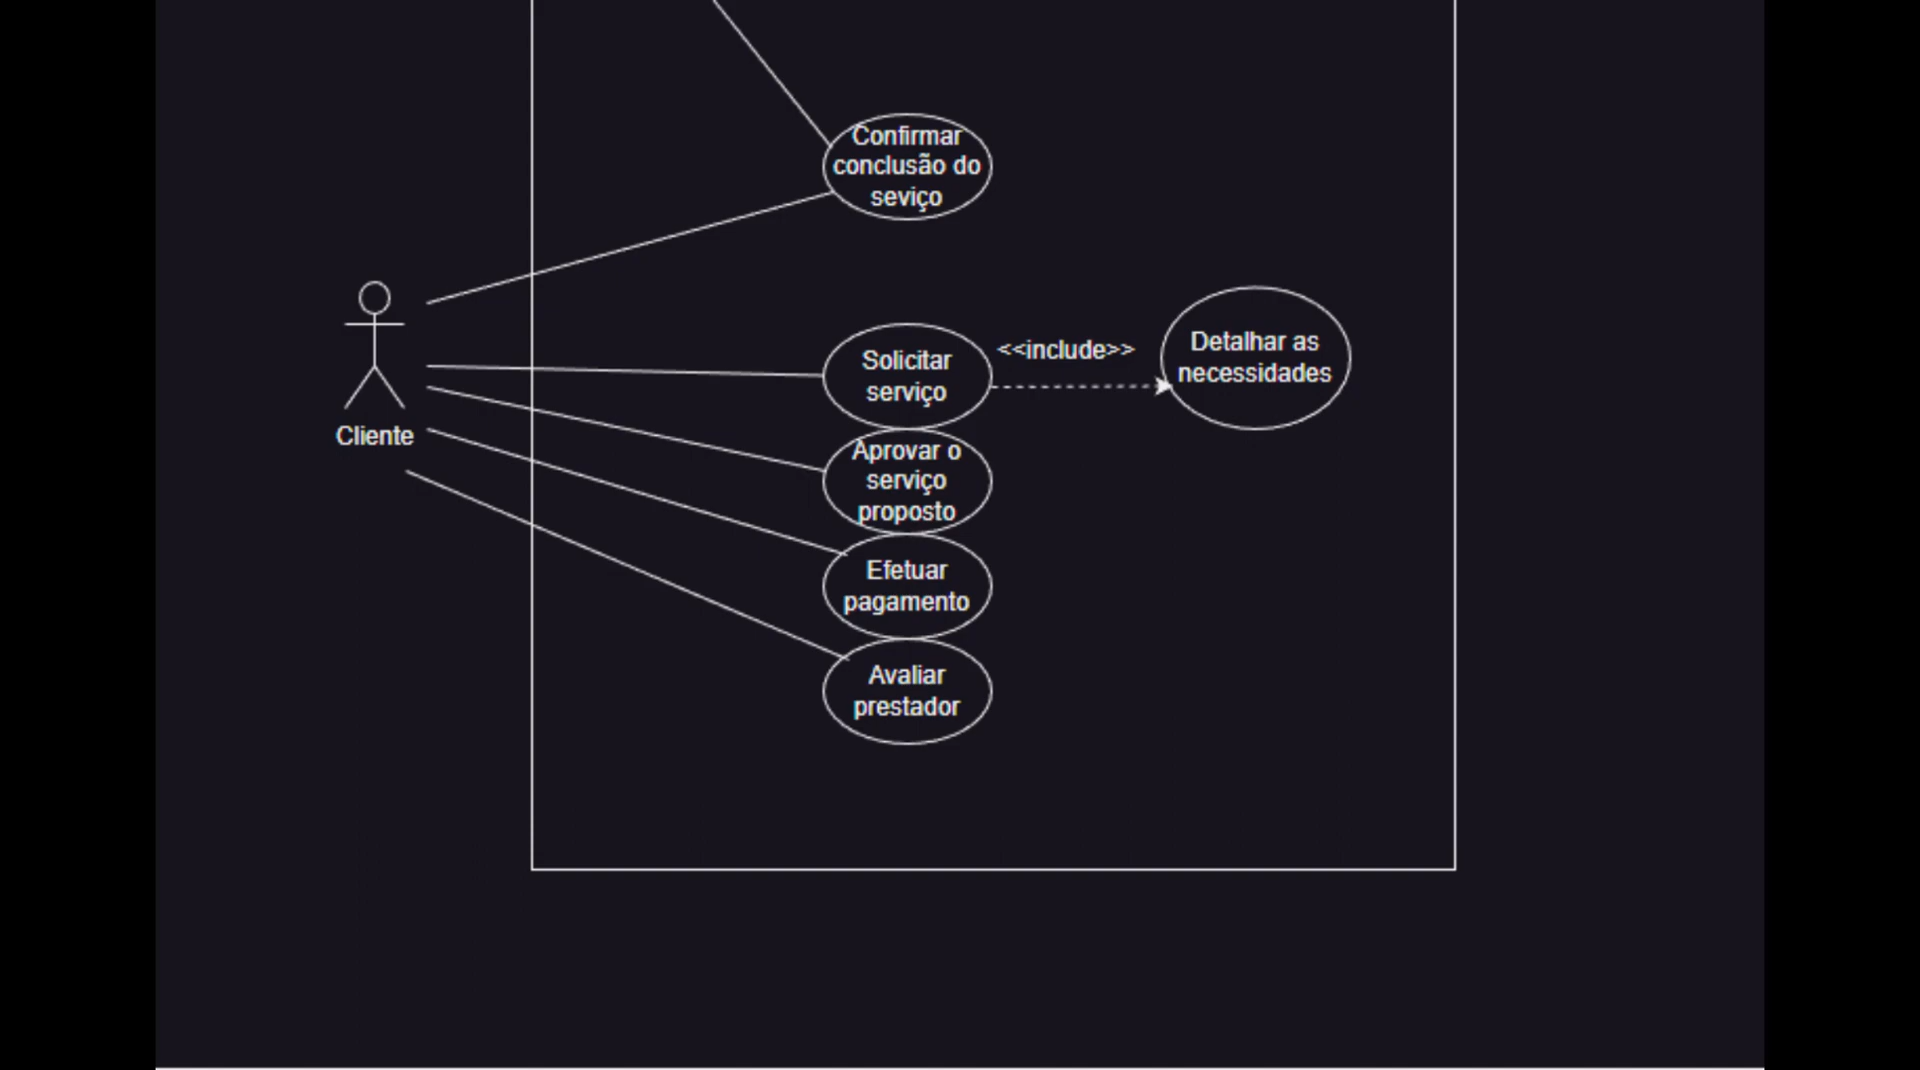 Confirmar
conclusão do
seviço
Solicitar
serviço
<<include>>
Detalhar as
necessidades
Cliente
Aprovar o
serviço
proposto
Efetuar
pagamento
Avaliar
prestador